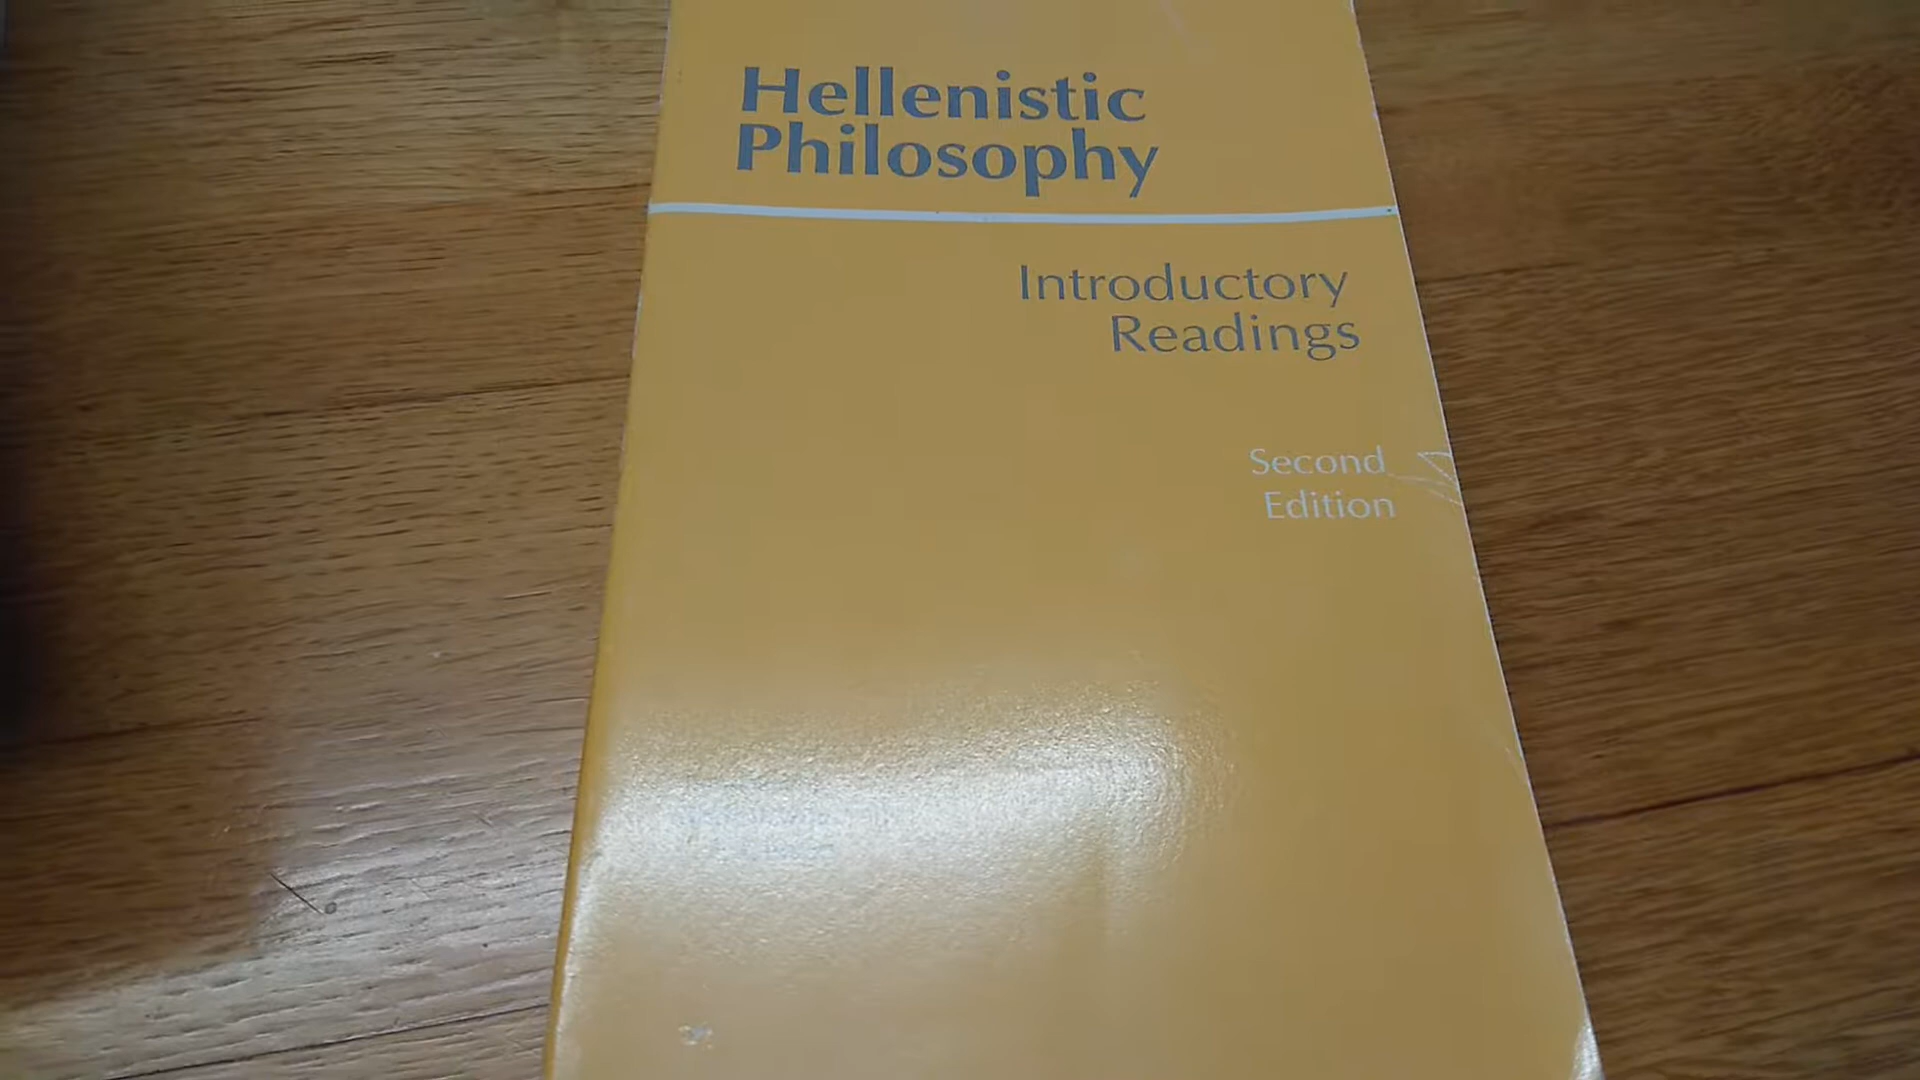 Hellenistic
Philosophy
Introductory
Readings
Second
Edition